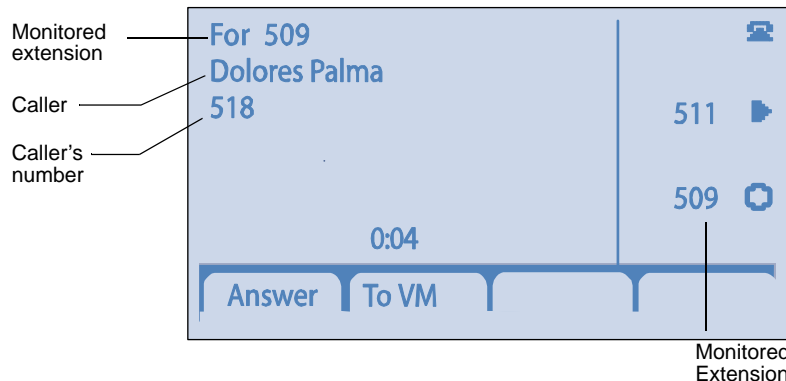 Monitored
extension
For 509
Dolores Palma
Caller
518
511
Caller's
number
509
0:04
Answer
To VM
Monitored
Extension